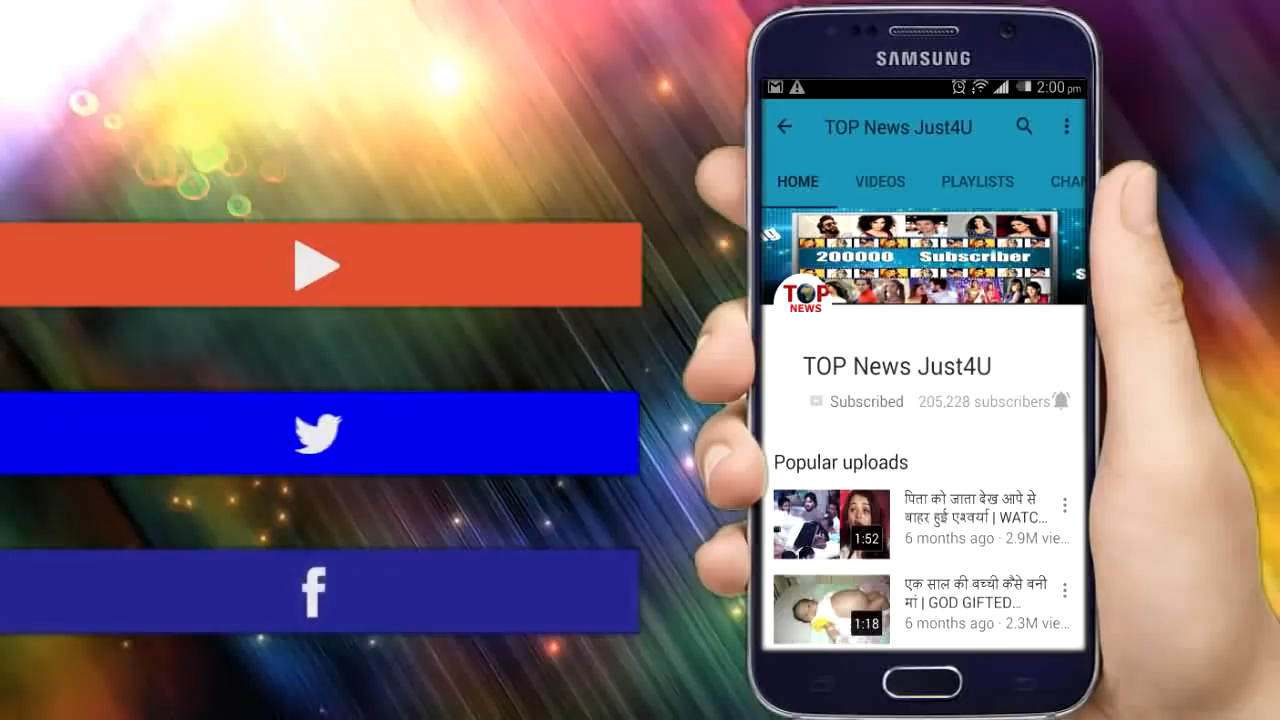 SAMSUNG
2:00 pm
TOP News Just4U
HOME VIDEOS PLAYLISTS CHAN
200000 Subscriber
TOP
NEWS
TOP News Just4U
Subscribed 205,228 subscribers
Popular uploads
पिता को जाता देख आपे से
बाहर हुई एश्वर्या | WATC...
6 months ago · 2.9M vie...
1:52
एक साल की बच्ची कैसे बनी
मां | GOD GIFTED...
6 months ago · 2.3M vie...
1:18